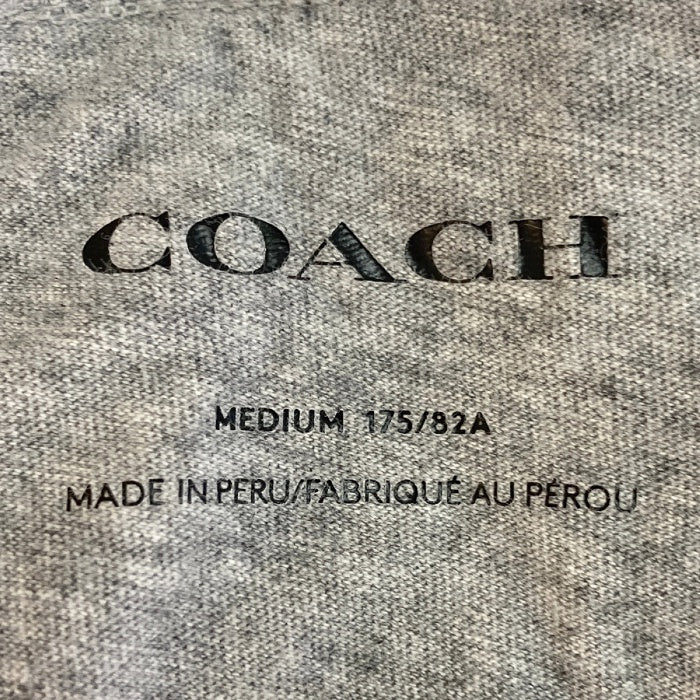 COACH
MEDIUM 175/82A
MADE IN PERU/FABRIQUÉ AU PÉROU